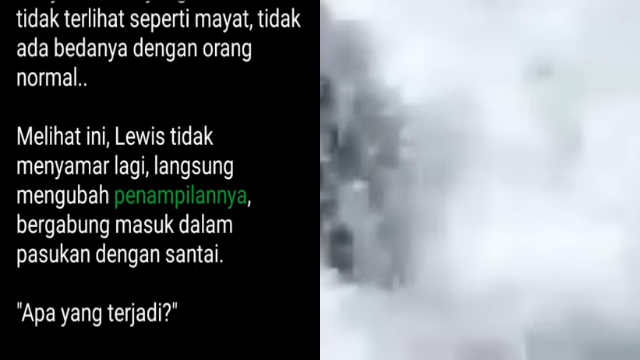 tidak terlihat seperti mayat, tidak
ada bedanya dengan orang
normal..
Melihat ini, Lewis tidak
menyamar lagi, langsung
mengubah penampilannya,
bergabung masuk dalam
pasukan dengan santai.
"Apa yang terjadi?"